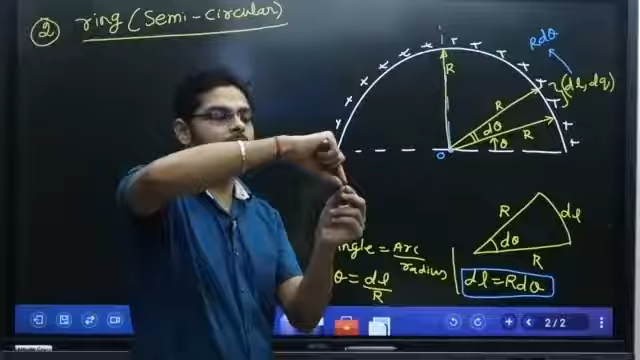 ② ring (Semi-Circular)
Rdθ
(dl, dq)
R
R
dθ
θ
R
O
R
dl
dθ
R
ngle = Arc/radius
θ = dl/R
dl = Rdθ
2/2